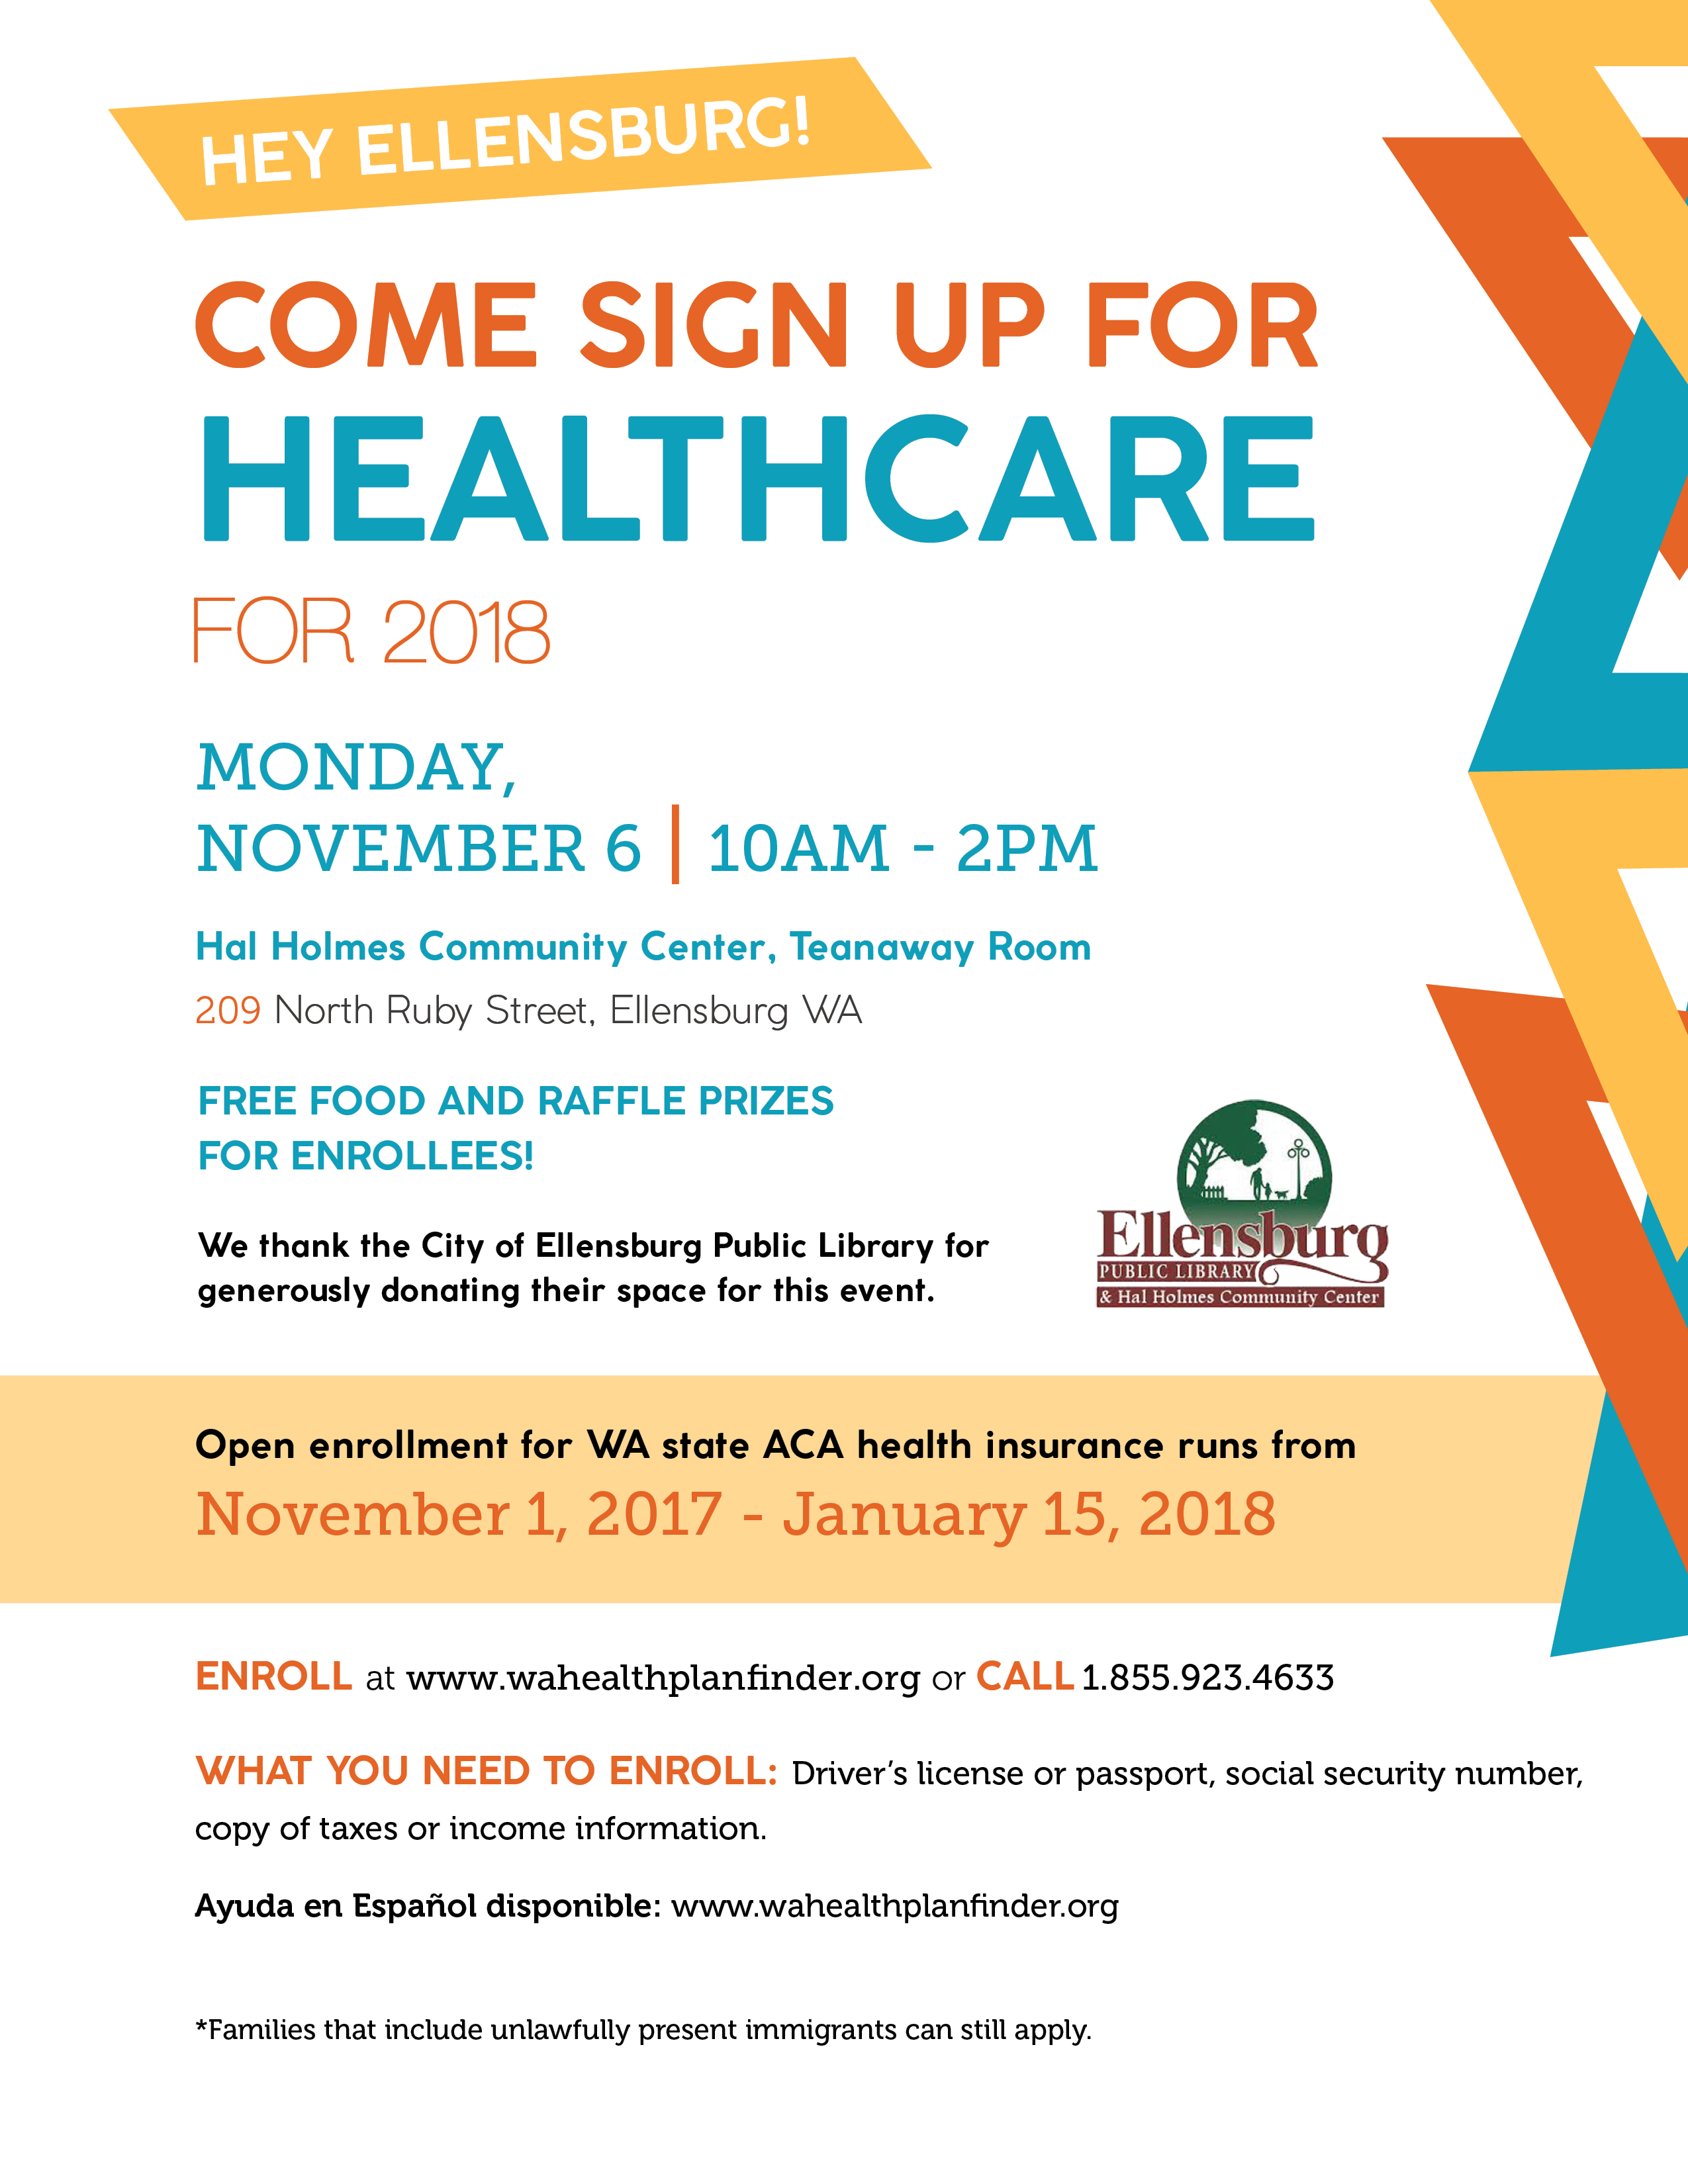 HEY ELLENSBURG!
COME SIGN UP FOR
HEALTHCARE
FOR 2018
MONDAY,
NOVEMBER 6 | 10AM - 2PM
Hal Holmes Community Center, Teanaway Room
209 North Ruby Street, Ellensburg WA
FREE FOOD AND RAFFLE PRIZES
FOR ENROLLEES!
We thank the City of Ellensburg Public Library for
generously donating their space for this event.
Ellensburg
PUBLIC LIBRARY
& Hal Holmes Community Center
Open enrollment for WA state ACA health insurance runs from
November 1, 2017 - January 15, 2018
ENROLL at www.wahealthplanfinder.org or CALL 1.855.923.4633
WHAT YOU NEED TO ENROLL: Driver’s license or passport, social security number,
copy of taxes or income information.
Ayuda en Español disponible: www.wahealthplanfinder.org
*Families that include unlawfully present immigrants can still apply.